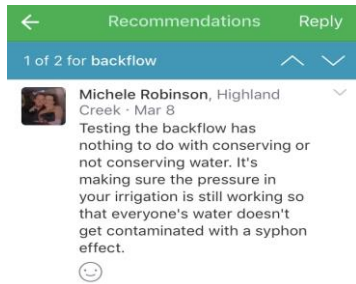 Recommendations Reply
1 of 2 for backflow
Michele Robinson, Highland
Creek · Mar 8
Testing the backflow has
nothing to do with conserving or
not conserving water. It's
making sure the pressure in
your irrigation is still working so
that everyone's water doesn't
get contaminated with a syphon
effect.